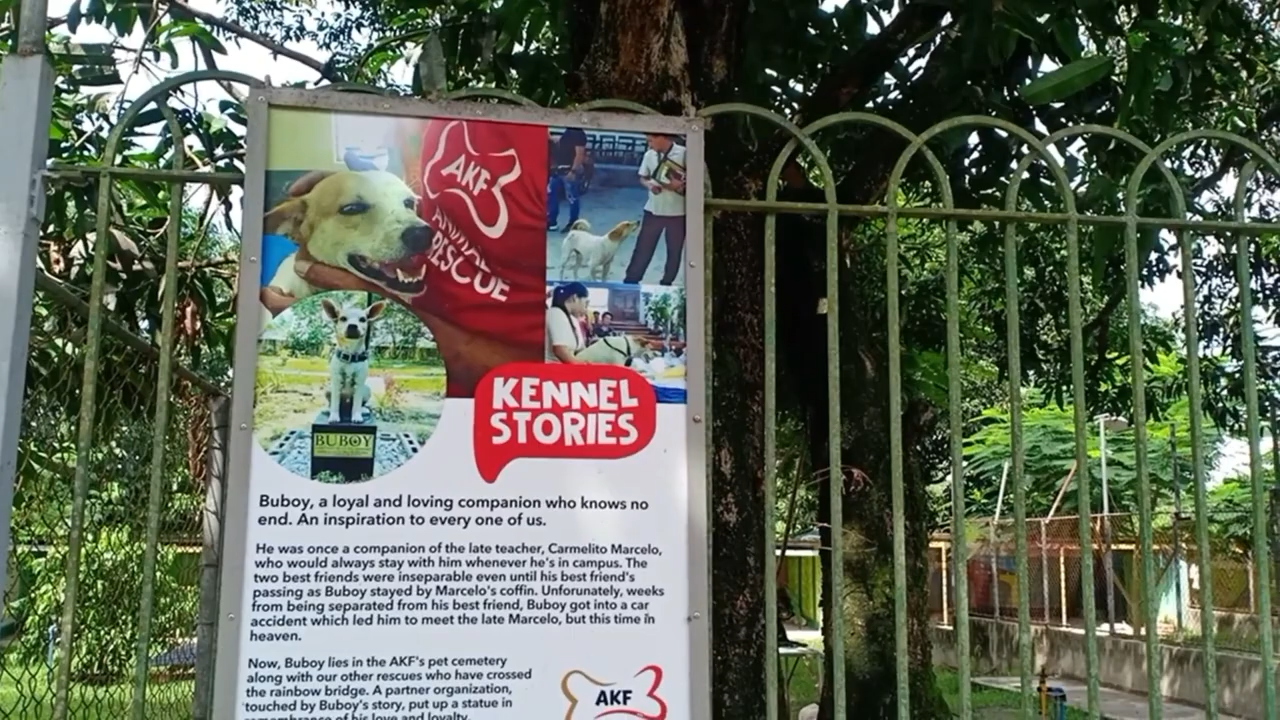 AKF
ANIMAL
RESCUE
BUBOY
KENNEL
STORIES
Buboy, a loyal and loving companion who knows no
end. An inspiration to every one of us.
He was once a companion of the late teacher, Carmelito Marcelo,
who would always stay with him whenever he's in campus. The
two best friends were inseparable even until his best friend's
passing as Buboy stayed by Marcelo's coffin. Unforunately, weeks
from being separated from his best friend, Buboy got into a car
accident which led him to meet the late Marcelo, but this time in
heaven.
Now, Buboy lies in the AKF's pet cemetery
along with our other rescues who have crossed
the rainbow bridge. A partner organization,
touched by Buboy's story, put up a statue in
remembrance of his love and loyalty.
AKF